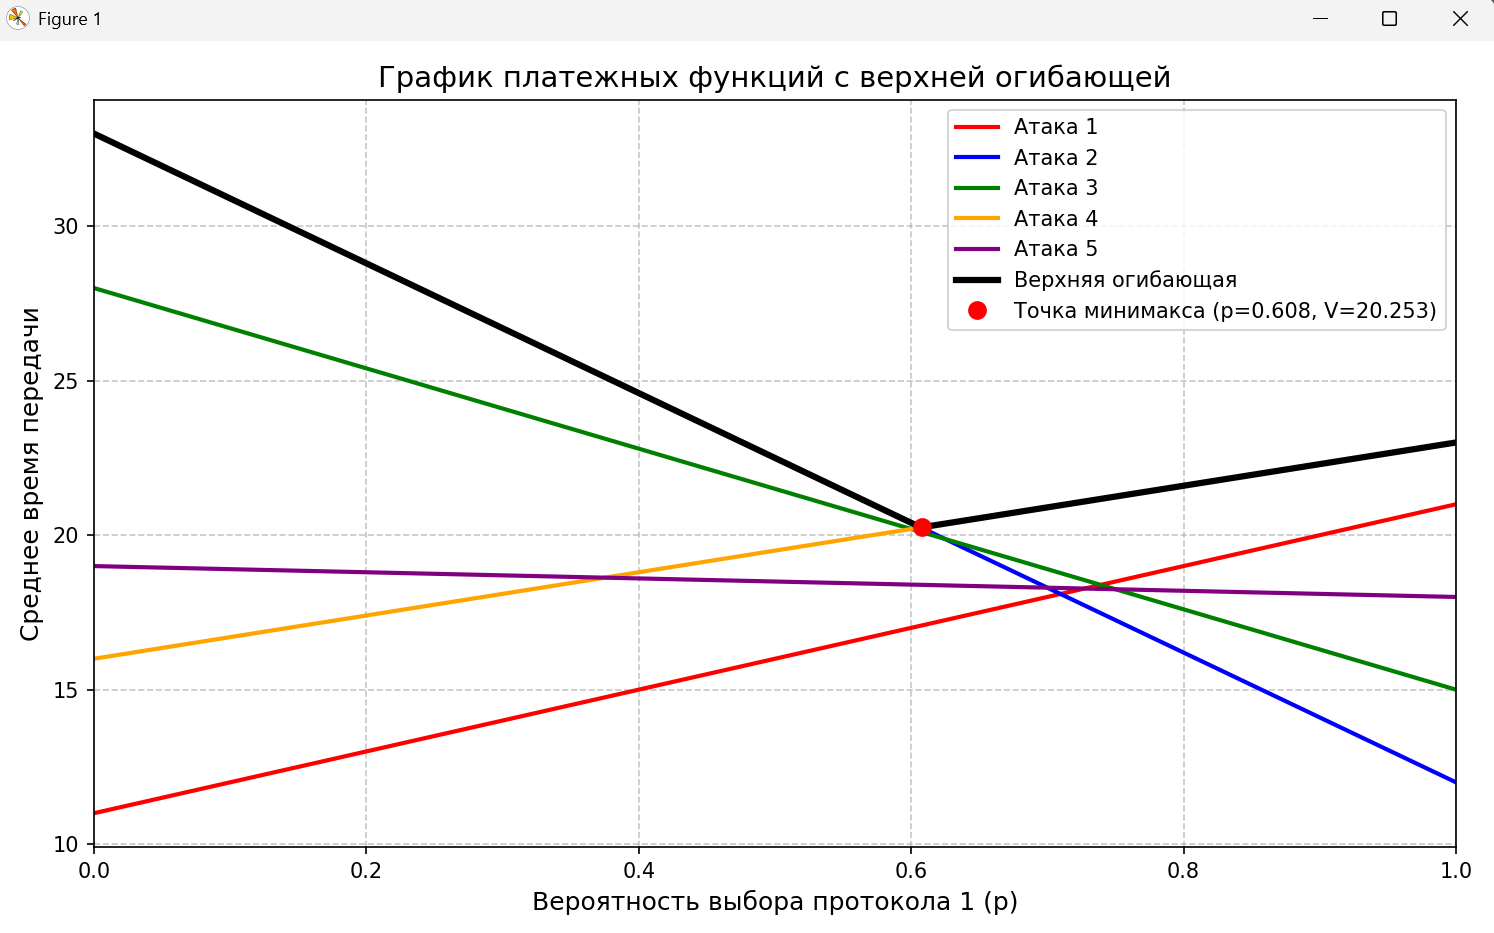 Figure 1
График платежных функций с верхней огибающей
Атака 1
Атака 2
Атака 3
Атака 4
Атака 5
Верхняя огибающая
Точка минимакса (p=0.608, V=20.253)
Среднее время передачи
30
25
20
15
10
0.0 0.2 0.4 0.6 0.8 1.0
Вероятность выбора протокола 1 (p)